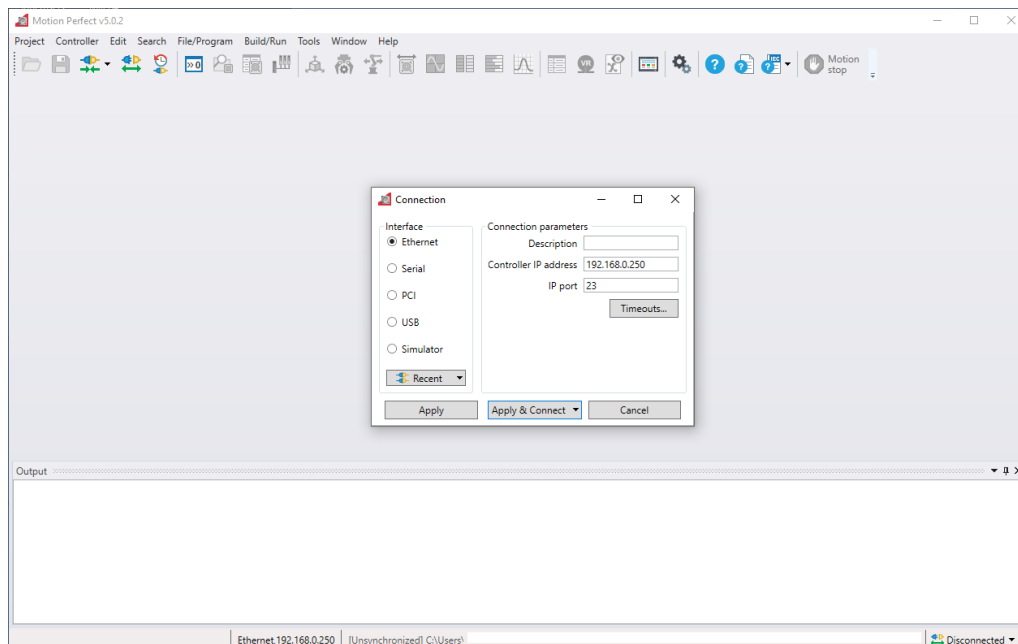 Motion Perfect v5.0.2
Project Controller Edit Search File/Program Build/Run Tools Window Help
Motion
stop
Connection
Interface
Ethernet
Serial
PCI
USB
Simulator
Recent
Connection parameters
Description
Controller IP address 192.168.0.250
IP port 23
Timeouts...
Apply Apply & Connect Cancel
Output
Ethernet.192.168.0.250 [Unsynchronized] C:\Users\ Disconnected